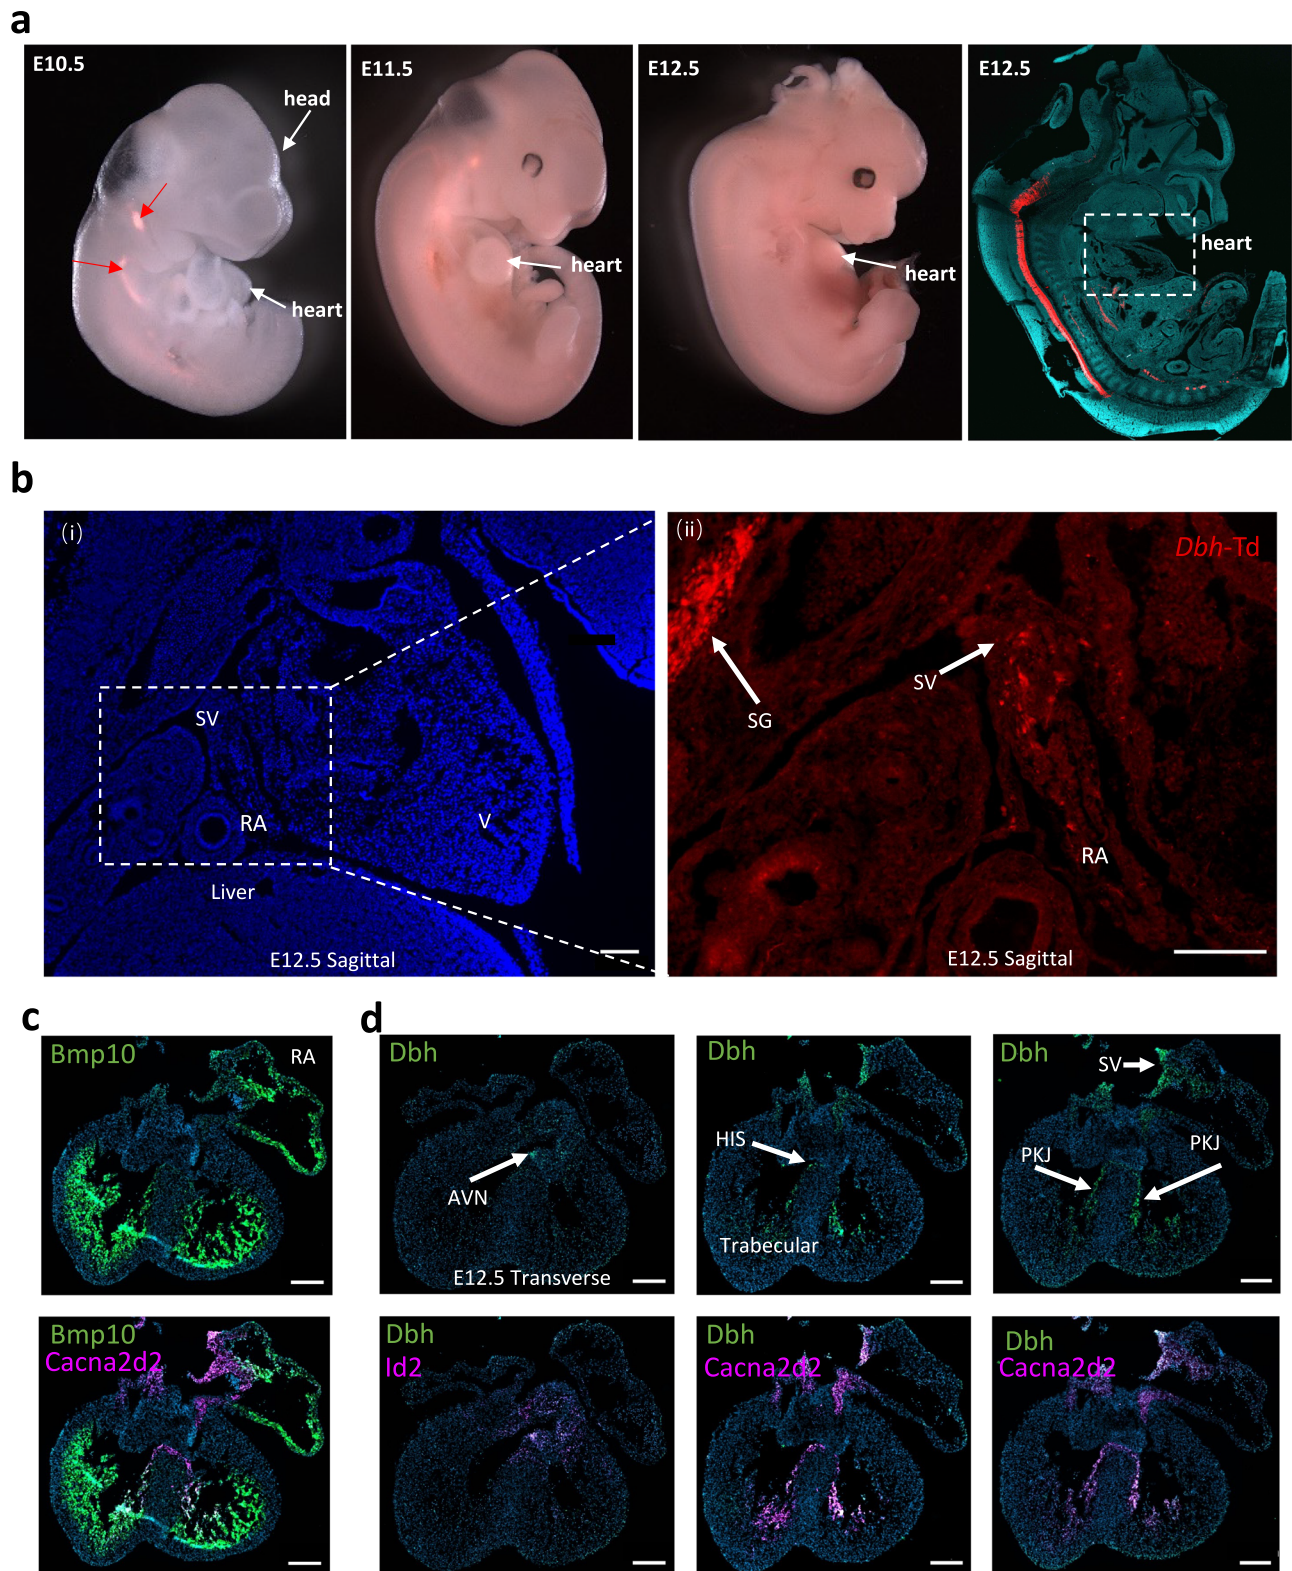 a
E10.5
head
heart
E11.5
heart
E12.5
heart
E12.5
heart
b
(i)
SV
RA
V
Liver
E12.5 Sagittal
(ii)
Dbh-Td
SV
SG
RA
E12.5 Sagittal
c
Bmp10
RA
Bmp10
Cacna2d2
d
Dbh
AVN
E12.5 Transverse
Dbh
HIS
Trabecular
Dbh
SV
PKJ
PKJ
Dbh
Id2
Dbh
Cacna2d2
Dbh
Cacna2d2